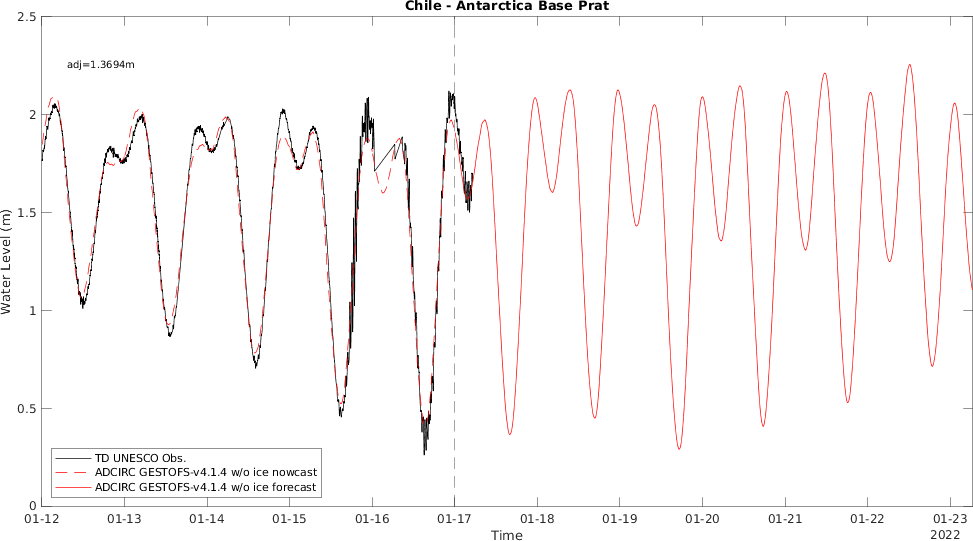 Chile - Antarctica Base Prat
2.5
adj=1.3694m
2
1.5
Water Level (m)
1
0.5
TD UNESCO Obs.
ADCIRC GESTOFS-v4.1.4 w/o ice nowcast
ADCIRC GESTOFS-v4.1.4 w/o ice forecast
0
01-12 01-13 01-14 01-15 01-16 01-17 01-18 01-19 01-20 01-21 01-22 01-23
Time 2022